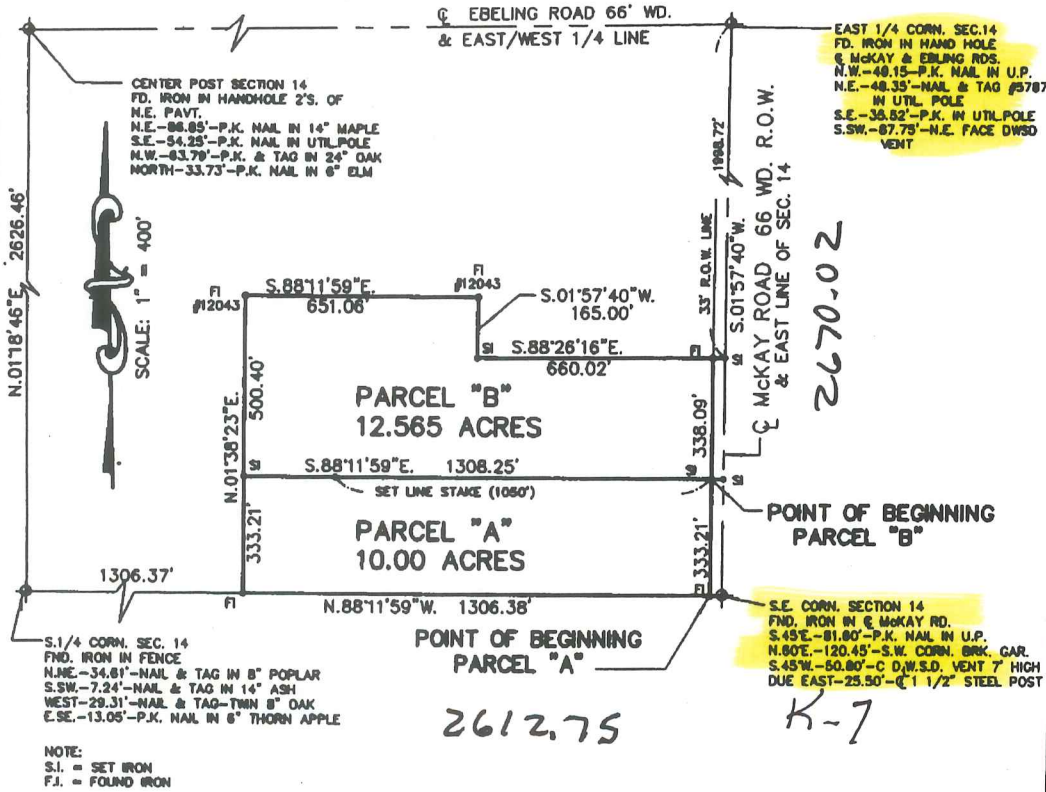 ℄ EBELING ROAD 66' WD.
& EAST/WEST 1/4 LINE
EAST 1/4 CORN. SEC.14
FD. IRON IN HAND HOLE
℄ McKAY & EBLING RDS.
N.W.-48.15-P.K. NAIL IN U.P.
N.E.-48.35'-NAIL & TAG #5787
IN UTIL. POLE
S.E.-35.52'-P.K. IN UTIL.POLE
S.SW.-67.75'-N.E. FACE DWSD
VENT
CENTER POST SECTION 14
FD. IRON IN HANDHOLE 2'S. OF
N.E. PAVT.
N.E.-86.85'-P.K. NAIL IN 14" MAPLE
S.E.-54.25'-P.K. NAIL IN UTIL.POLE
N.W.-63.79'-P.K. & TAG IN 24" OAK
NORTH-33.73'-P.K. NAIL IN 6" ELM
N.01°18'46"E. 2626.46'
SCALE: 1" = 400'
1998.72'
33' R.O.W. LINE
S.01°57'40"W.
℄ McKAY ROAD 66 WD. R.O.W.
& EAST LINE OF SEC. 14
2670.02
FI
#12043
S.88°11'59"E.
651.06'
FI
#12043
S.01°57'40"W.
165.00'
SI
S.88°26'16"E.
660.02'
FI
SI
N.01°38'23"E.
500.40'
PARCEL "B"
12.565 ACRES
338.09'
SI
S.88°11'59"E. 1308.25'
SI
SI
SET LINE STAKE (1050')
POINT OF BEGINNING
PARCEL "B"
333.21'
PARCEL "A"
10.00 ACRES
333.21'
1306.37'
FI
N.88°11'59"W. 1306.38'
FI
S.1/4 CORN. SEC. 14
FND. IRON IN FENCE
N.NE.-34.61'-NAIL & TAG IN 8" POPLAR
S.SW.-7.24'-NAIL & TAG IN 14" ASH
WEST-29.31'-NAIL & TAG-TWIN 8" OAK
E.SE.-13.05'-P.K. NAIL IN 6" THORN APPLE
POINT OF BEGINNING
PARCEL "A"
S.E. CORN. SECTION 14
FND. IRON IN ℄ McKAY RD.
S.45°E.-81.60'-P.K. NAIL IN U.P.
N.60°E.-120.45'-S.W. CORN. BRK. GAR.
S.45°W.-50.80'-C D.W.S.D. VENT 7' HIGH
DUE EAST-25.50'-℄ 1 1/2" STEEL POST
2612.75
K-7
NOTE:
S.I. = SET IRON
F.I. = FOUND IRON